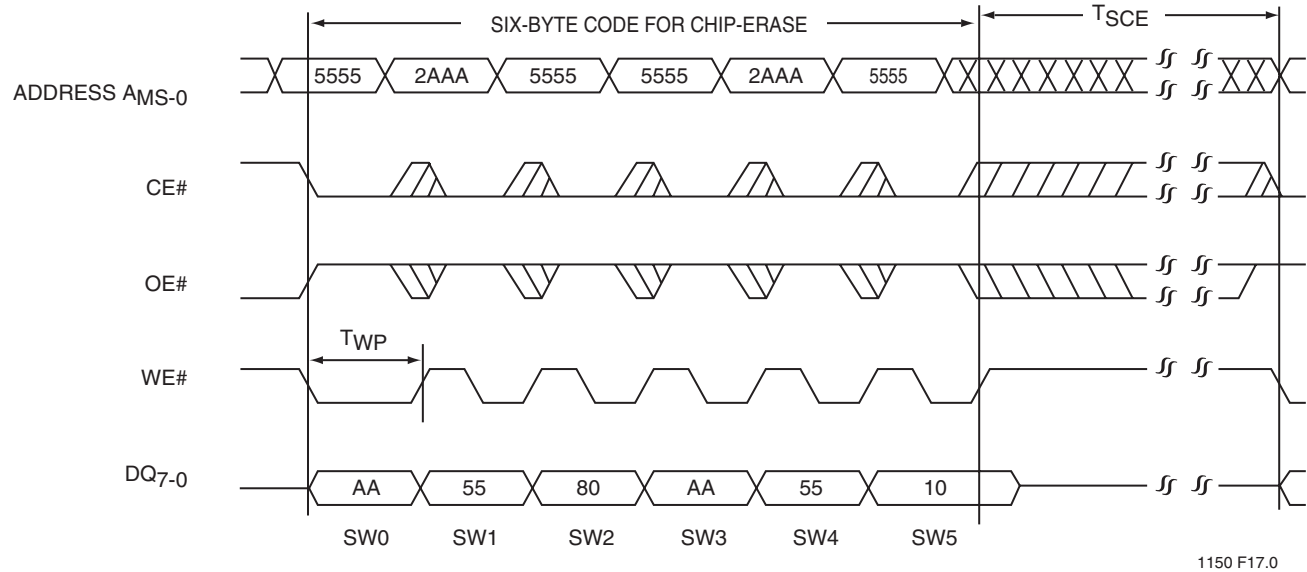 SIX-BYTE CODE FOR CHIP-ERASE
TSCE
ADDRESS AMS-0
5555 2AAA 5555 5555 2AAA 5555
CE#
OE#
TWP
WE#
DQ7-0
AA 55 80 AA 55 10
SW0 SW1 SW2 SW3 SW4 SW5
1150 F17.0